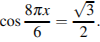 cos 8πx/6 = √3/2.